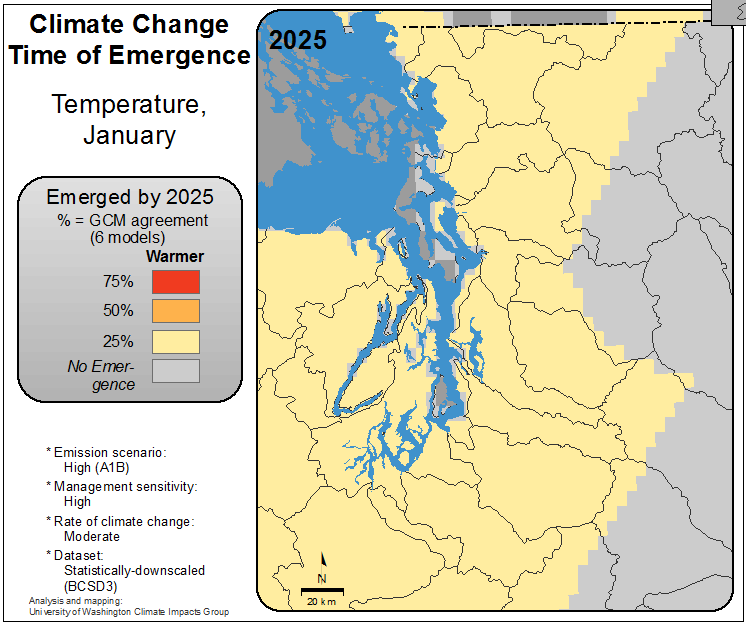 Climate Change
Time of Emergence
Temperature,
January
Emerged by 2025
% = GCM agreement
(6 models)
Warmer
75%
50%
25%
No Emer-
gence
* Emission scenario:
High (A1B)
* Management sensitivity:
High
* Rate of climate change:
Moderate
* Dataset:
Statistically-downscaled
(BCSD3)
Analysis and mapping:
University of Washington Climate Impacts Group
2025
N
20 km